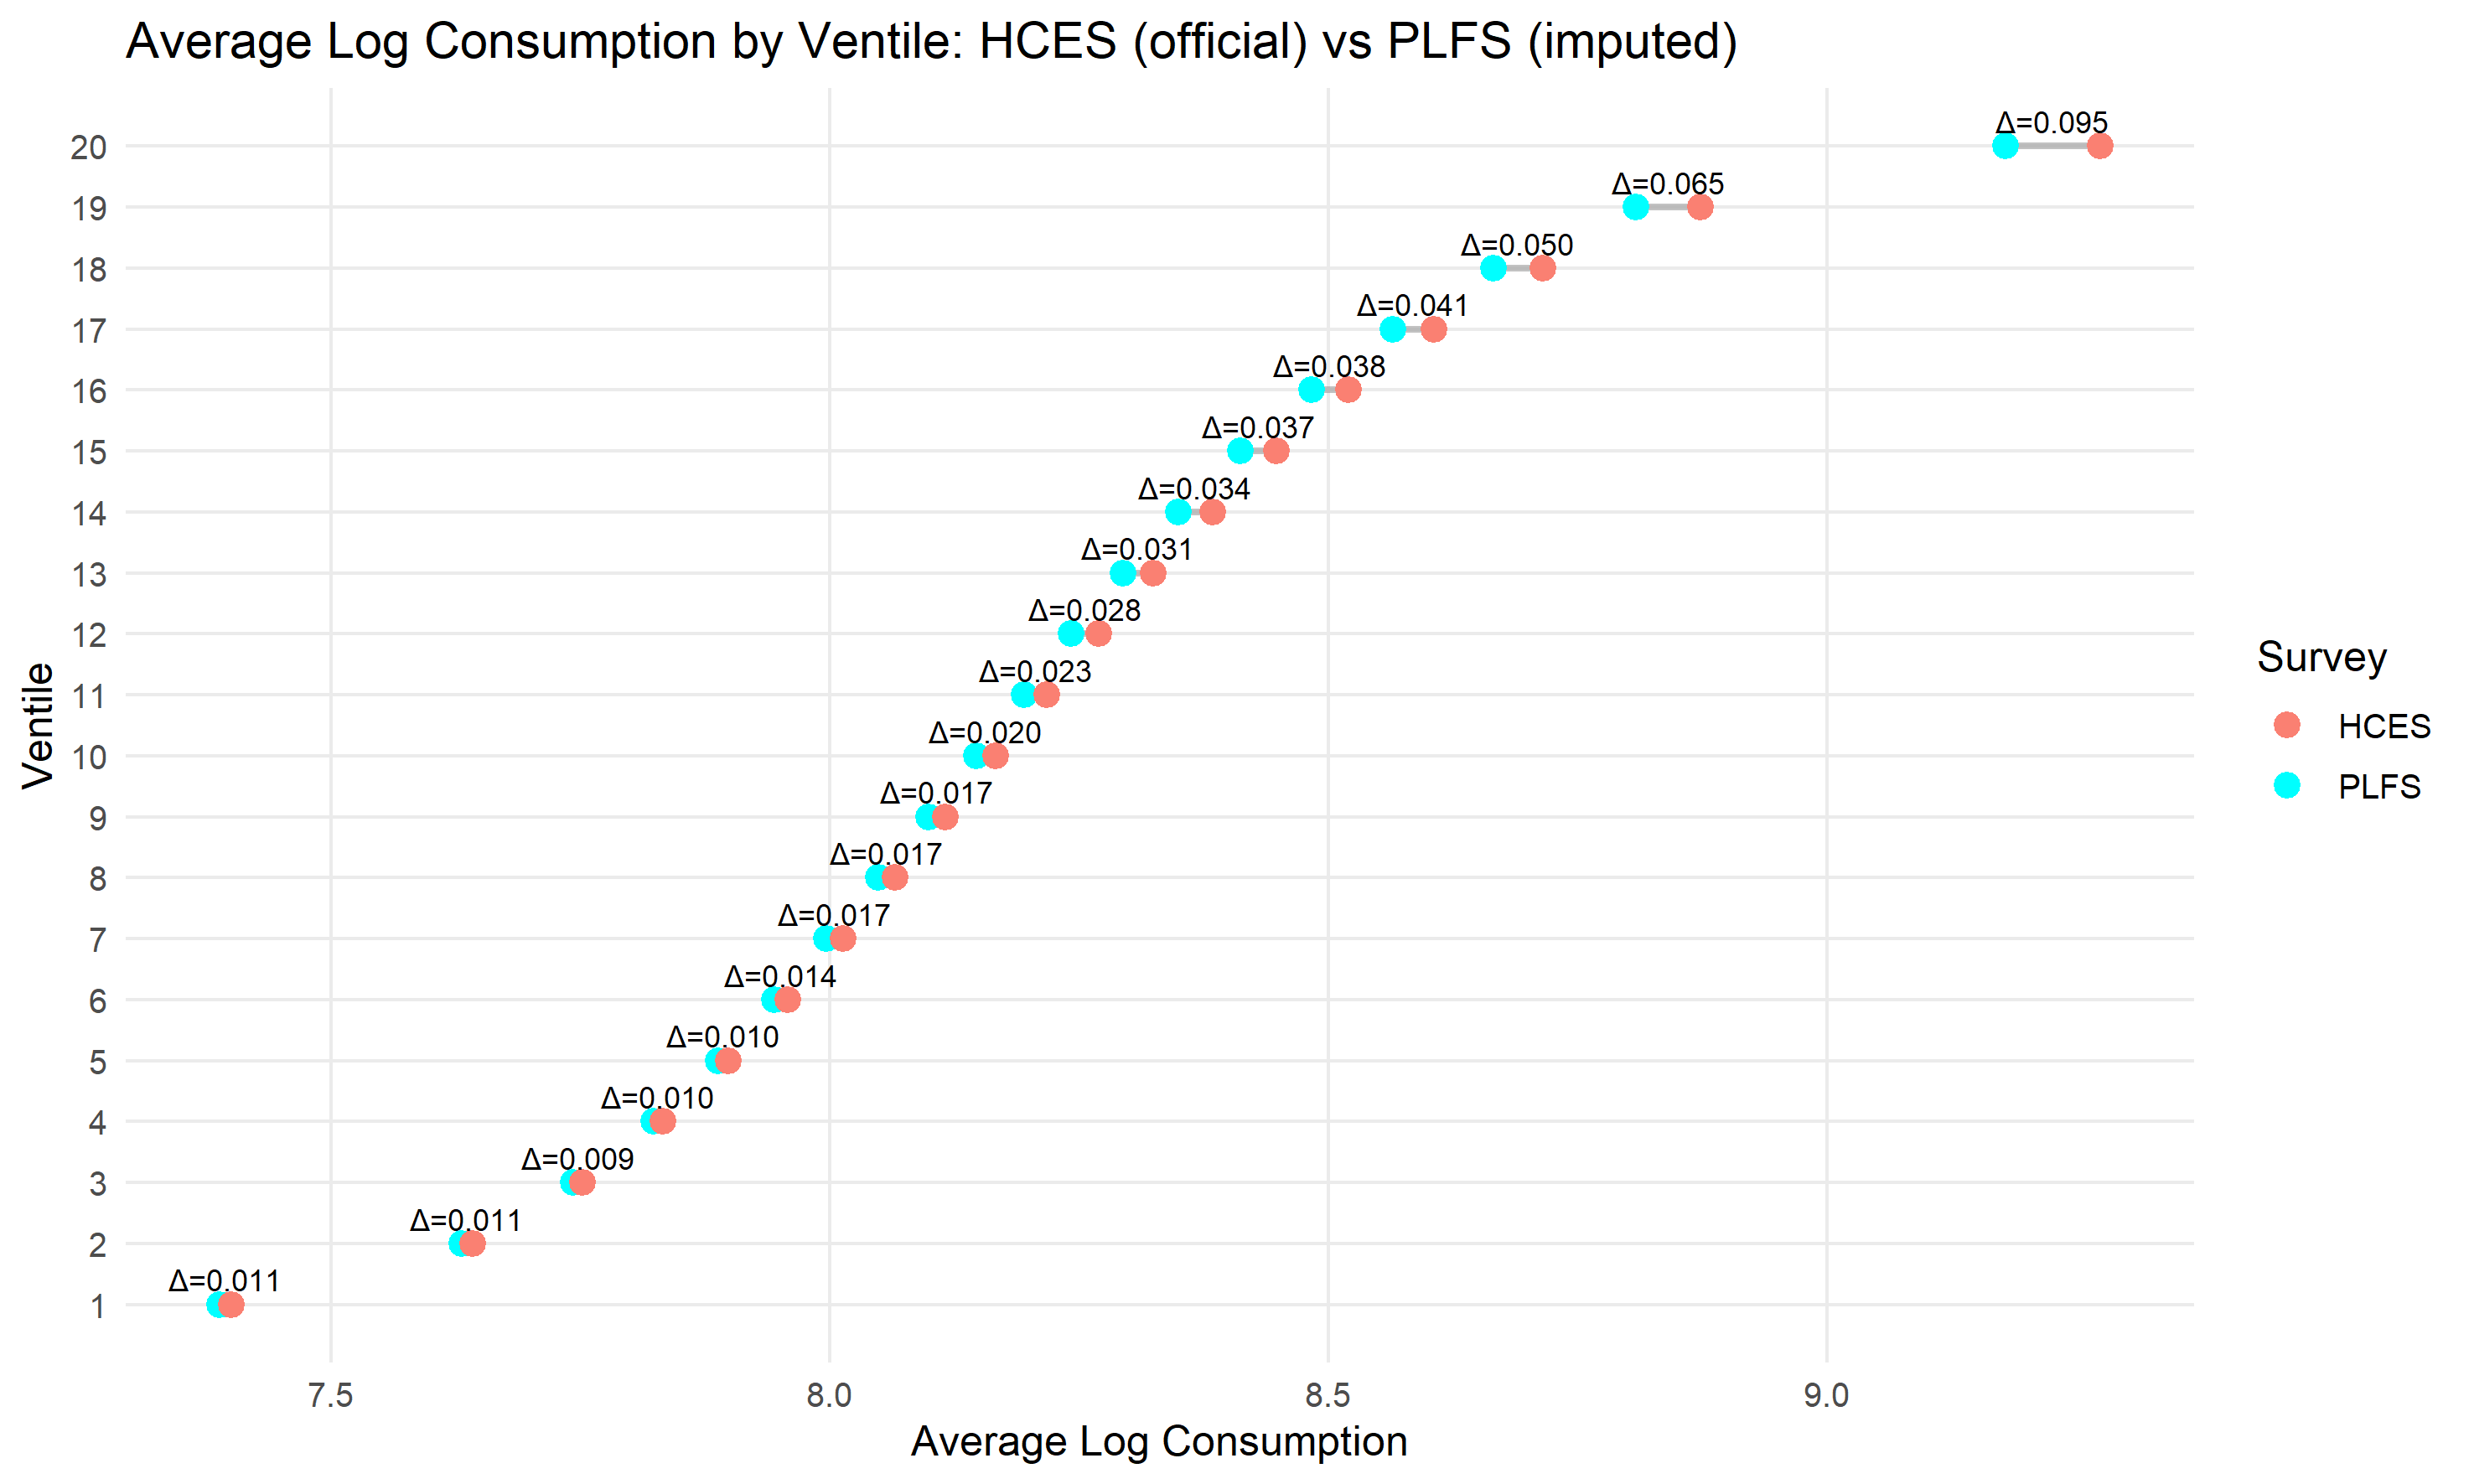 Average Log Consumption by Ventile: HCES (official) vs PLFS (imputed)
Ventile
20
Δ=0.095
19
Δ=0.065
18
Δ=0.050
17
Δ=0.041
16
Δ=0.038
15
Δ=0.037
14
Δ=0.034
13
Δ=0.031
12
Δ=0.028
11
Δ=0.023
10
Δ=0.020
9
Δ=0.017
8
Δ=0.017
7
Δ=0.017
6
Δ=0.014
5
Δ=0.010
4
Δ=0.010
3
Δ=0.009
2
Δ=0.011
1
Δ=0.011
7.5 8.0 8.5 9.0
Average Log Consumption
Survey
HCES
PLFS